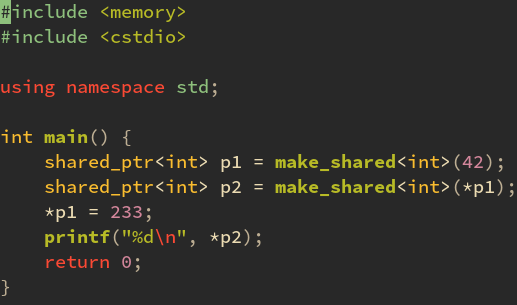 #include <memory>
#include <cstdio>
using namespace std;
int main() {
    shared_ptr<int> p1 = make_shared<int>(42);
    shared_ptr<int> p2 = make_shared<int>(*p1);
    *p1 = 233;
    printf("%d\n", *p2);
    return 0;
}